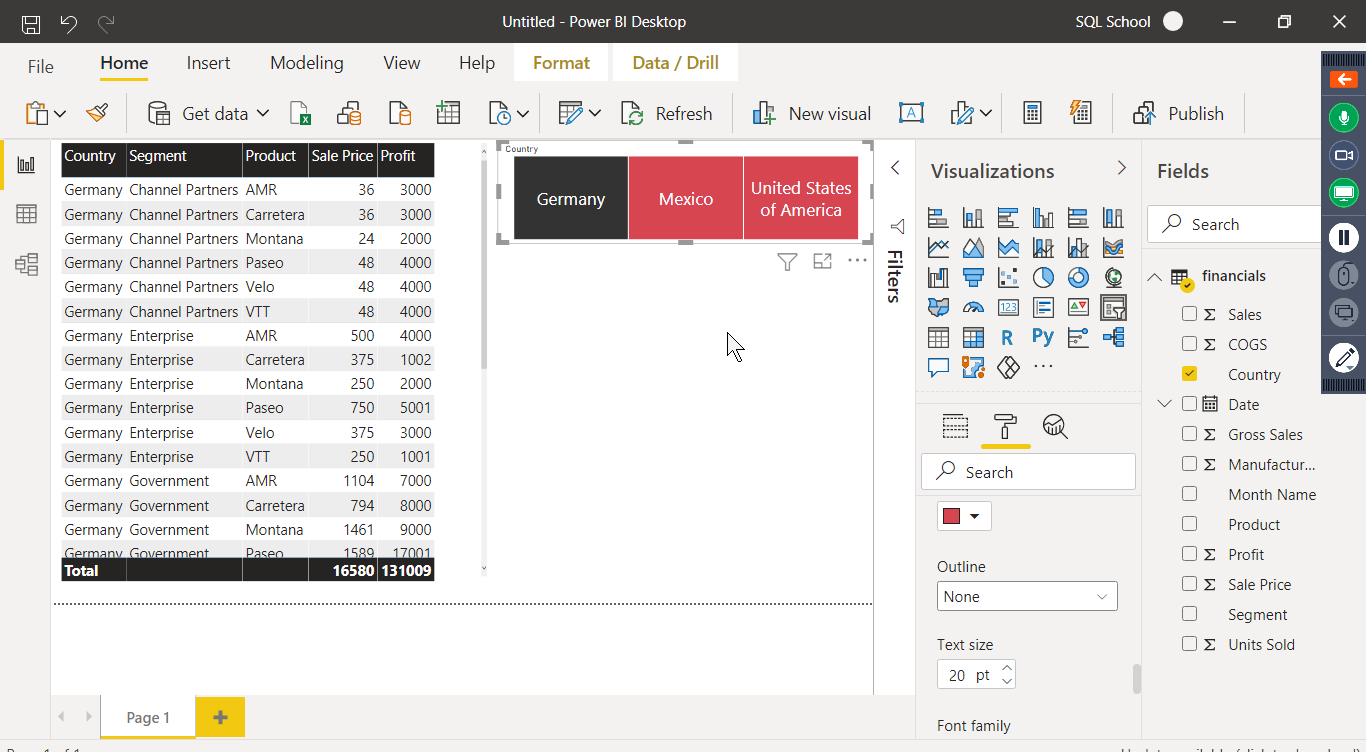 Untitled - Power BI Desktop
SQL School
File Home Insert Modeling View Help Format Data / Drill
Get data Refresh New visual Publish
Country Segment Product Sale Price Profit
Germany Channel Partners AMR 36 3000
Germany Channel Partners Carretera 36 3000
Germany Channel Partners Montana 24 2000
Germany Channel Partners Paseo 48 4000
Germany Channel Partners Velo 48 4000
Germany Channel Partners VTT 48 4000
Germany Enterprise AMR 500 4000
Germany Enterprise Carretera 375 1002
Germany Enterprise Montana 250 2000
Germany Enterprise Paseo 750 5001
Germany Enterprise Velo 375 3000
Germany Enterprise VTT 250 1001
Germany Government AMR 1104 7000
Germany Government Carretera 794 8000
Germany Government Montana 1461 9000
Germany Government Paseo 1589 17001
Total 16580 131009
Country
Germany
Mexico
United States
of America
Filters
Visualizations
123
R Py
Search
Outline
None
Text size
20 pt
Font family
Fields
Search
financials
Sales
COGS
Country
Date
Gross Sales
Manufactur...
Month Name
Product
Profit
Sale Price
Segment
Units Sold
Page 1